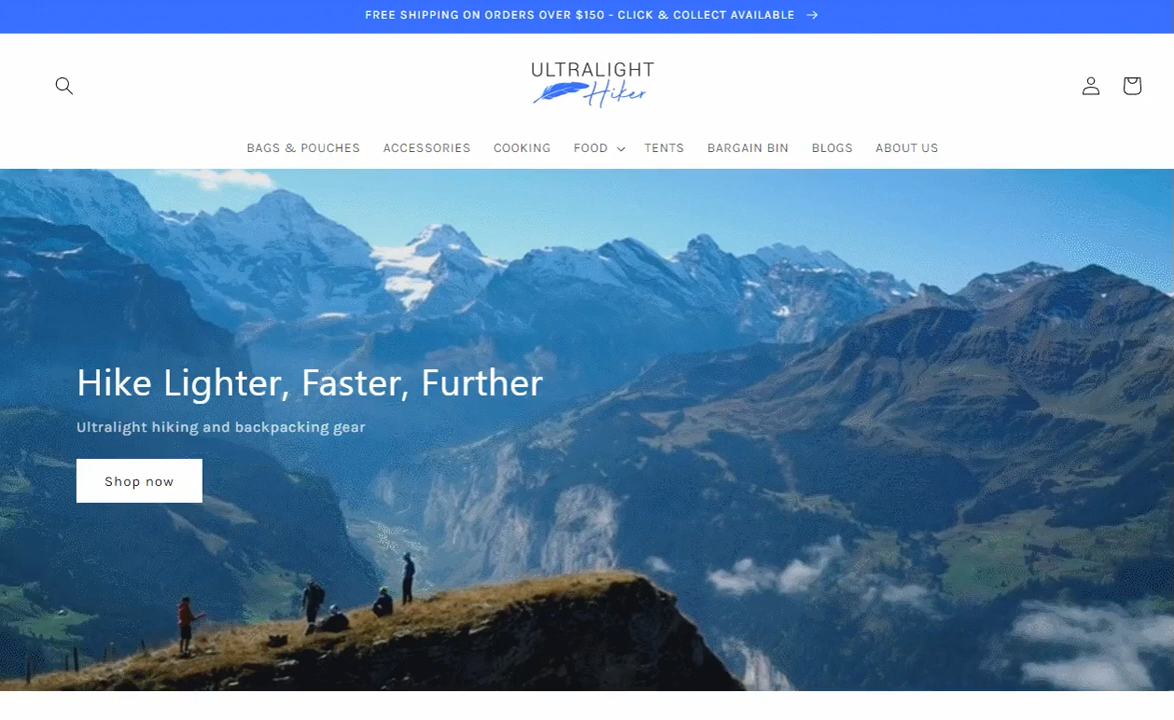 FREE SHIPPING ON ORDERS OVER $150 - CLICK & COLLECT AVAILABLE
ULTRALIGHT
Hiker
BAGS & POUCHES ACCESSORIES COOKING FOOD TENTS BARGAIN BIN BLOGS ABOUT US
Hike Lighter, Faster, Further
Ultralight hiking and backpacking gear
Shop now